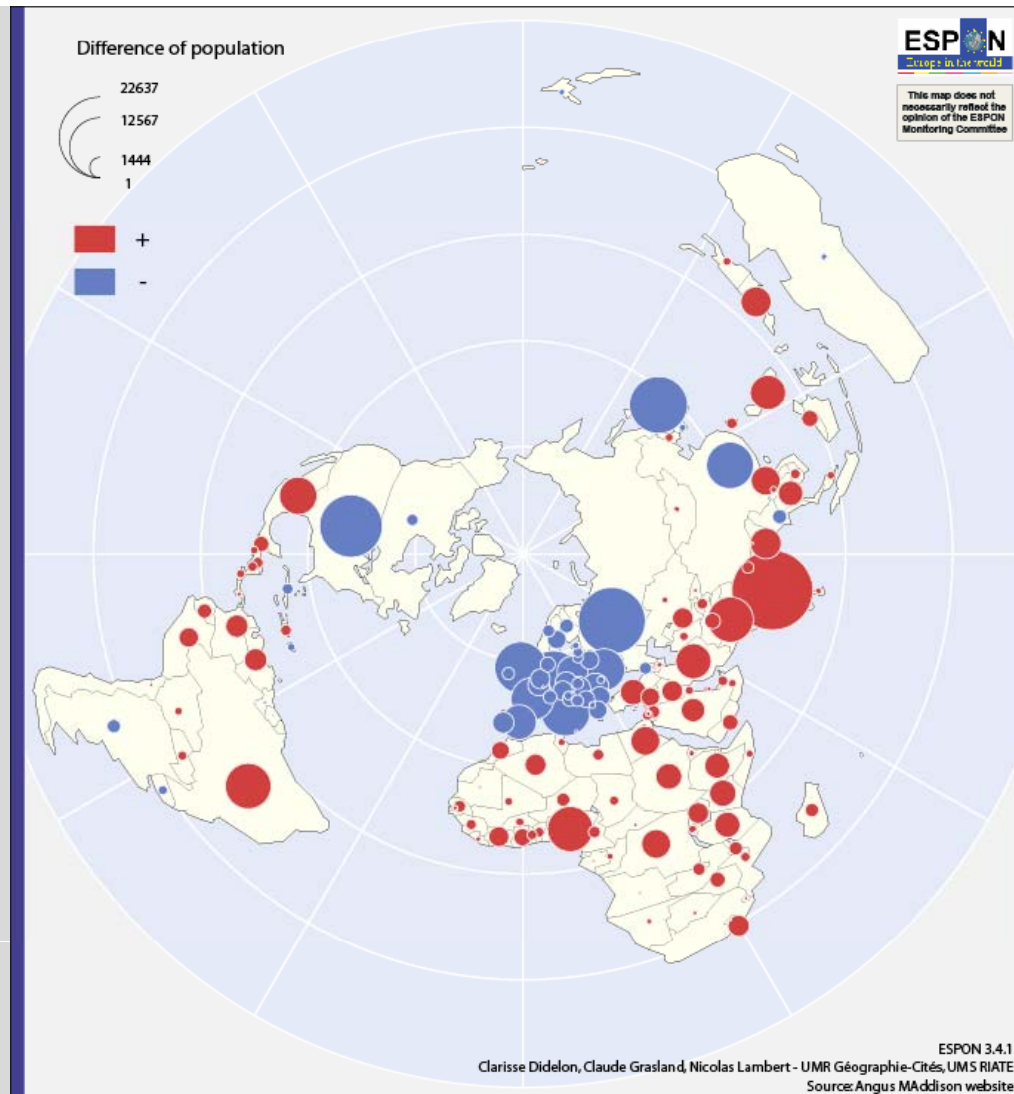 Difference of population
22637
12567
1444
1
+
-
ESPON
Europe in the world
This map does not
necessarily reflect the
opinion of the ESPON
Monitoring Committee
ESPON 3.4.1
Clarisse Didelon, Claude Grasland, Nicolas Lambert - UMR Géographie-Cités, UMS RIATE
Source: Angus MAddison website